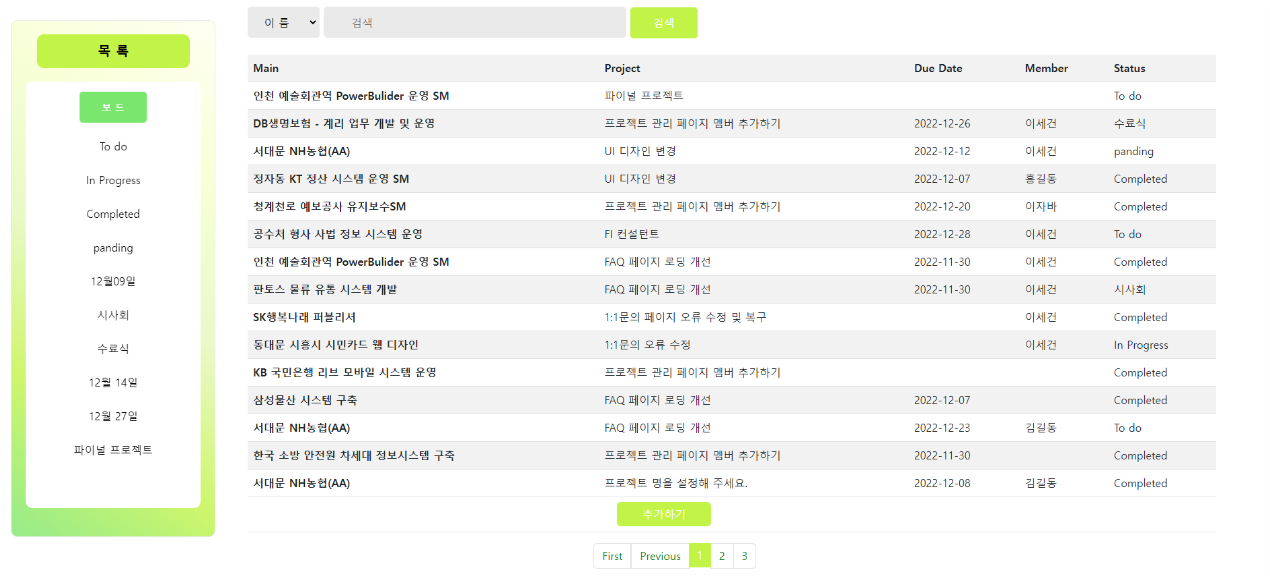 목 록
보 드
To do
In Progress
Completed
panding
12월09일
시사회
수료식
12월 14일
12월 27일
파이널 프로젝트
이 름 검색 검색
Main Project Due Date Member Status
인천 예술회관역 PowerBulider 운영 SM 파이널 프로젝트 To do
DB생명보험 - 계리 업무 개발 및 운영 프로젝트 관리 페이지 멤버 추가하기 2022-12-26 이세건 수료식
서대문 NH농협(AA) UI 디자인 변경 2022-12-12 이세건 panding
정자동 KT 정산 시스템 운영 SM UI 디자인 변경 2022-12-07 홍길동 Completed
청계천로 예보공사 유지보수SM 프로젝트 관리 페이지 멤버 추가하기 2022-12-20 이자바 Completed
공수처 형사 사법 정보 시스템 운영 FI 컨설턴트 2022-12-28 이세건 To do
인천 예술회관역 PowerBulider 운영 SM FAQ 페이지 로딩 개선 2022-11-30 이세건 Completed
판토스 물류 유통 시스템 개발 FAQ 페이지 로딩 개선 2022-11-30 이세건 시사회
SK행복나래 퍼블리셔 1:1문의 페이지 오류 수정 및 복구 이세건 Completed
동대문 시흥시 시민카드 웹 디자인 1:1문의 오류 수정 이세건 In Progress
KB 국민은행 리브 모바일 시스템 운영 프로젝트 관리 페이지 멤버 추가하기 Completed
삼성물산 시스템 구축 FAQ 페이지 로딩 개선 2022-12-07 Completed
서대문 NH농협(AA) FAQ 페이지 로딩 개선 2022-12-23 김길동 To do
한국 소방 안전원 차세대 정보시스템 구축 프로젝트 관리 페이지 멤버 추가하기 2022-11-30 Completed
서대문 NH농협(AA) 프로젝트 명을 설정해 주세요. 2022-12-08 김길동 Completed
추가하기
First Previous 1 2 3